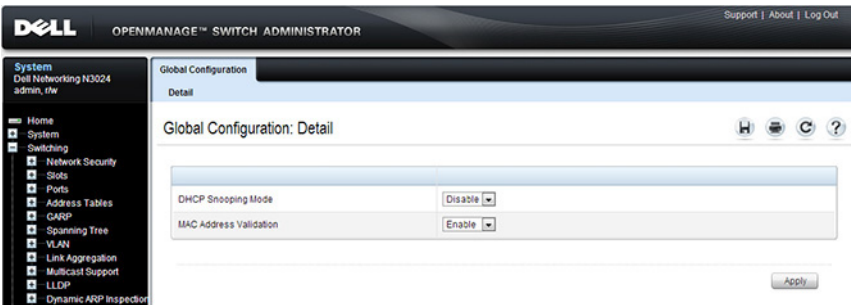 Support | About | Log Out
DELL OPENMANAGE™ SWITCH ADMINISTRATOR
System
Dell Networking N3024
admin, r/w
Home
System
Switching
Network Security
Slots
Ports
Address Tables
GARP
Spanning Tree
VLAN
Link Aggregation
Multicast Support
LLDP
Dynamic ARP Inspection
Global Configuration
Detail
Global Configuration: Detail
?
DHCP Snooping Mode Disable
MAC Address Validation Enable
Apply